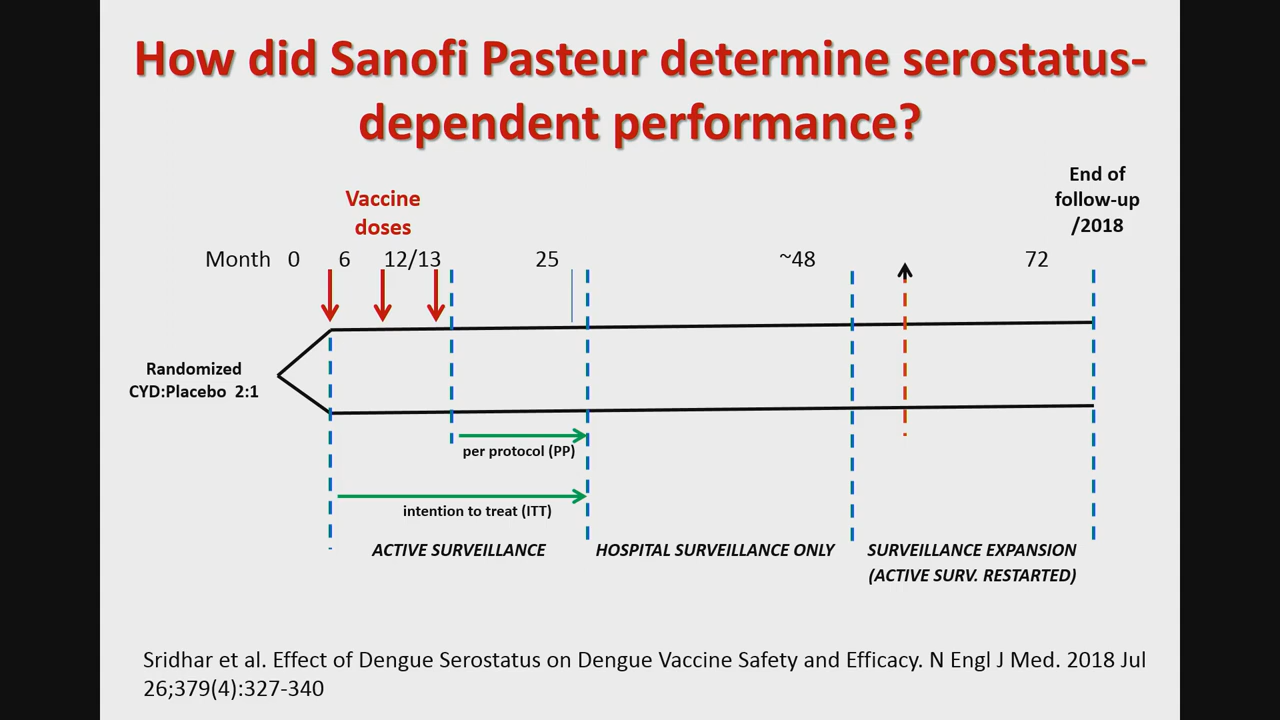 How did Sanofi Pasteur determine serostatus-
dependent performance?
End of
follow-up
/2018
Vaccine
doses
Month 0 6 12/13 25 ~48 72
Randomized
CYD:Placebo 2:1
per protocol (PP)
intention to treat (ITT)
ACTIVE SURVEILLANCE
HOSPITAL SURVEILLANCE ONLY
SURVEILLANCE EXPANSION
(ACTIVE SURV. RESTARTED)
Sridhar et al. Effect of Dengue Serostatus on Dengue Vaccine Safety and Efficacy. N Engl J Med. 2018 Jul
26;379(4):327-340